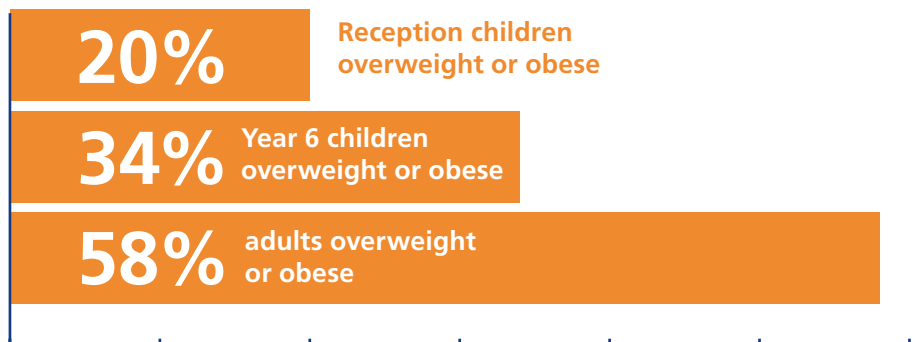 20%
Reception children
overweight or obese
34%
Year 6 children
overweight or obese
58%
adults overweight
or obese